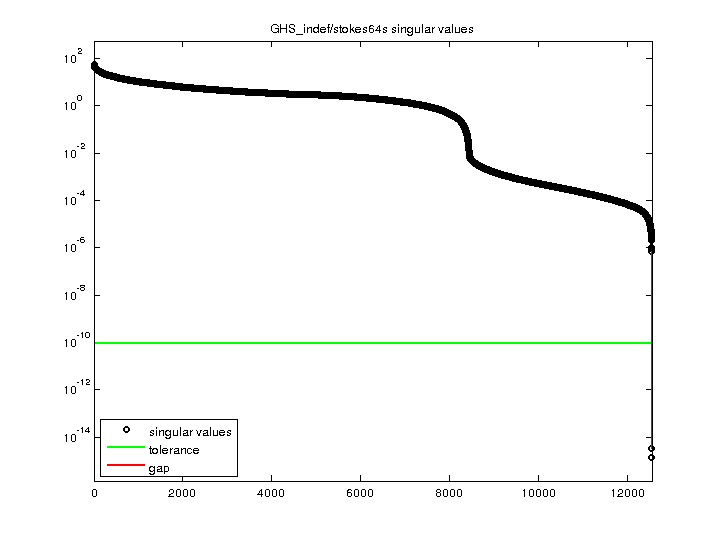 GHS_indef/stokes64s singular values
10^2
10^0
10^-2
10^-4
10^-6
10^-8
10^-10
10^-12
10^-14
singular values
tolerance
gap
0 2000 4000 6000 8000 10000 12000